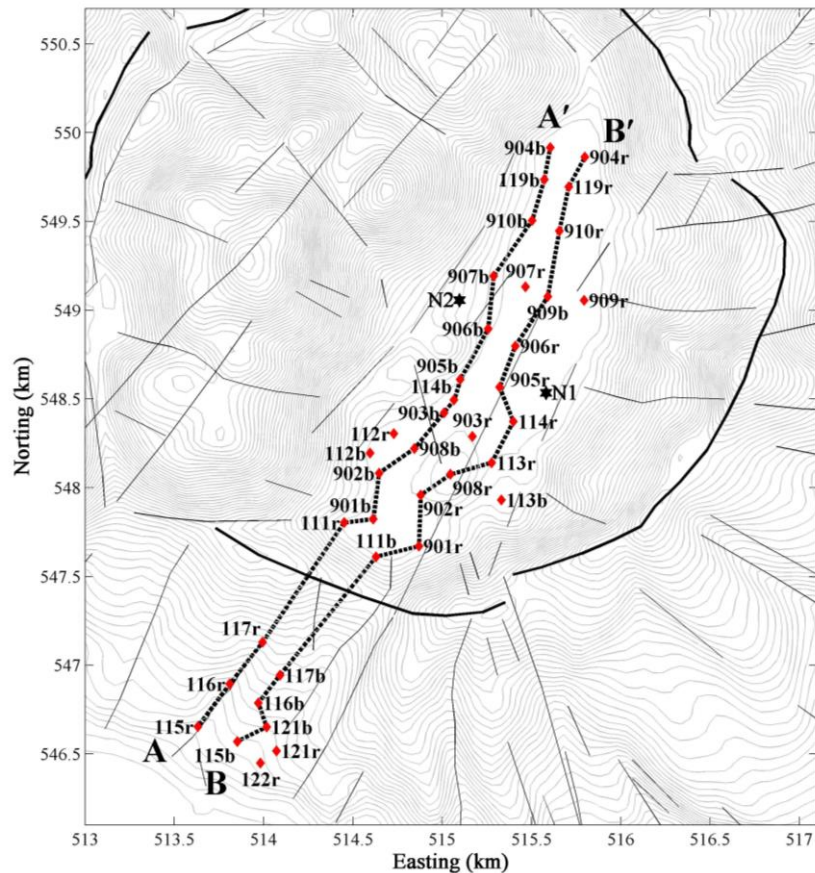 550.5
550
A′
B′
904b
904r
119b
119r
549.5
910b
910r
907b
907r
549
N2
909b
909r
906b
906r
905b
905r
N1
548.5
114b
903b
903r
114r
112r
112b
908b
113r
902b
908r
548
902r
113b
901b
111r
111b
901r
547.5
117r
547
117b
116r
116b
115r
121b
A
115b
121r
546.5
B
122r
513
513.5
514
514.5
515
515.5
516
516.5
517
Norting (km)
Easting (km)